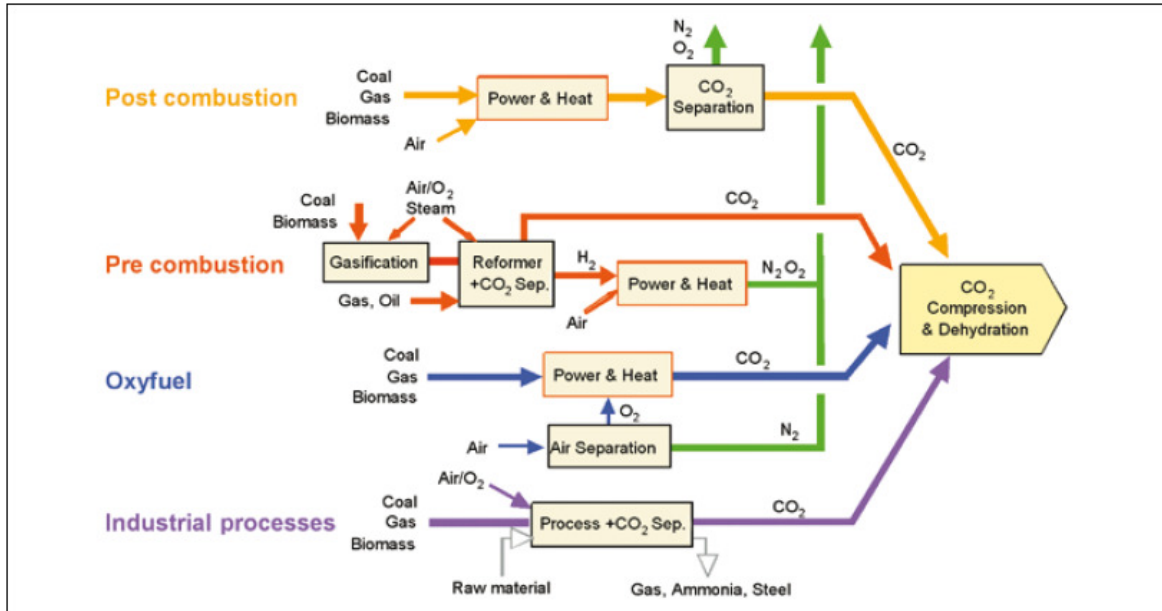 N₂
O₂
Post combustion
Coal
Gas
Biomass
Air
Power & Heat
CO₂
Separation
CO₂
Pre combustion
Coal
Biomass
Air/O₂
Steam
Gasification
Gas, Oil
Reformer
+CO₂ Sep.
H₂
Air
Power & Heat
N₂O₂
CO₂
CO₂
Compression
& Dehydration
Oxyfuel
Coal
Gas
Biomass
Power & Heat
CO₂
O₂
Air
Air Separation
N₂
Industrial processes
Air/O₂
Coal
Gas
Biomass
Process +CO₂ Sep.
CO₂
Raw material
Gas, Ammonia, Steel